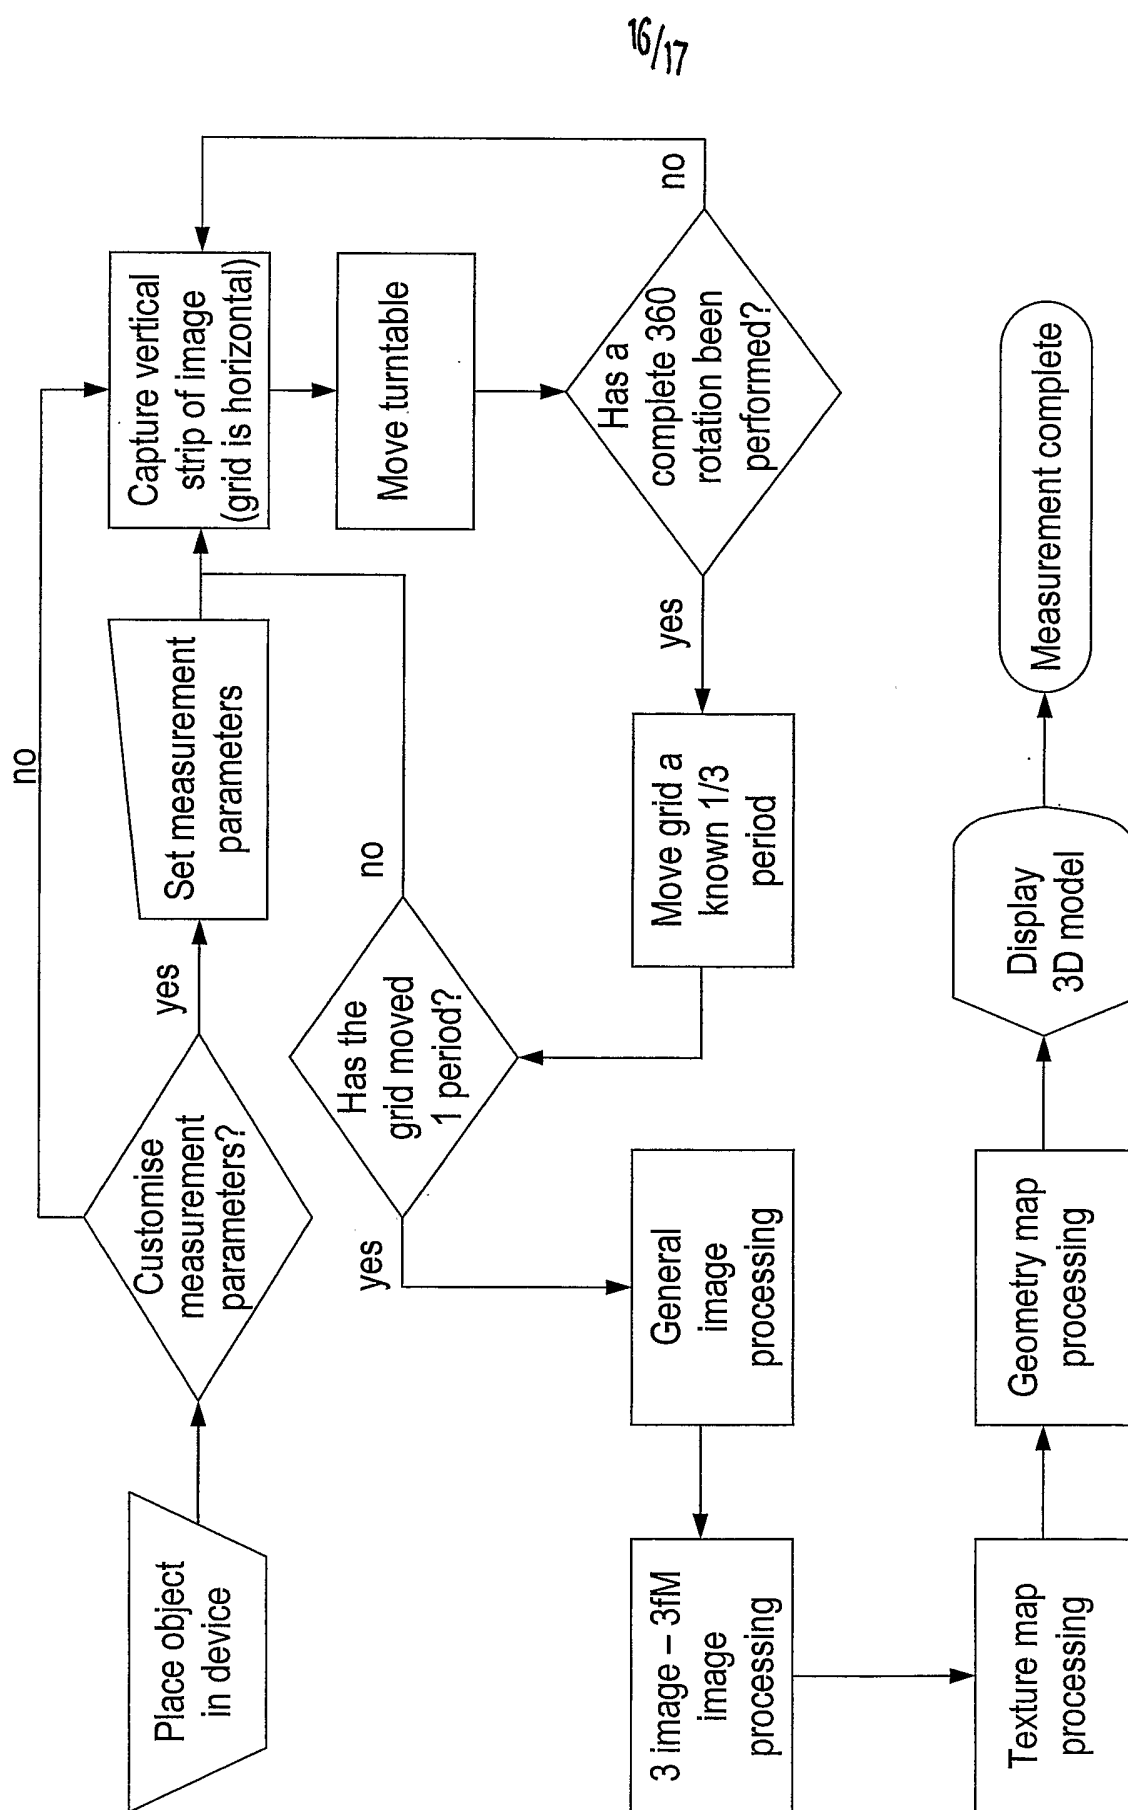 16/17
Place object
in device
Customise
measurement
parameters?
no
yes
Set measurement
parameters
Capture vertical
strip of image
(grid is horizontal)
Move turntable
Has a
complete 360
rotation been
performed?
no
yes
Move grid a
known 1/3
period
Has the
grid moved
1 period?
no
yes
General
image
processing
3 image – 3fM
image
processing
Texture map
processing
Geometry map
processing
Display
3D model
Measurement complete